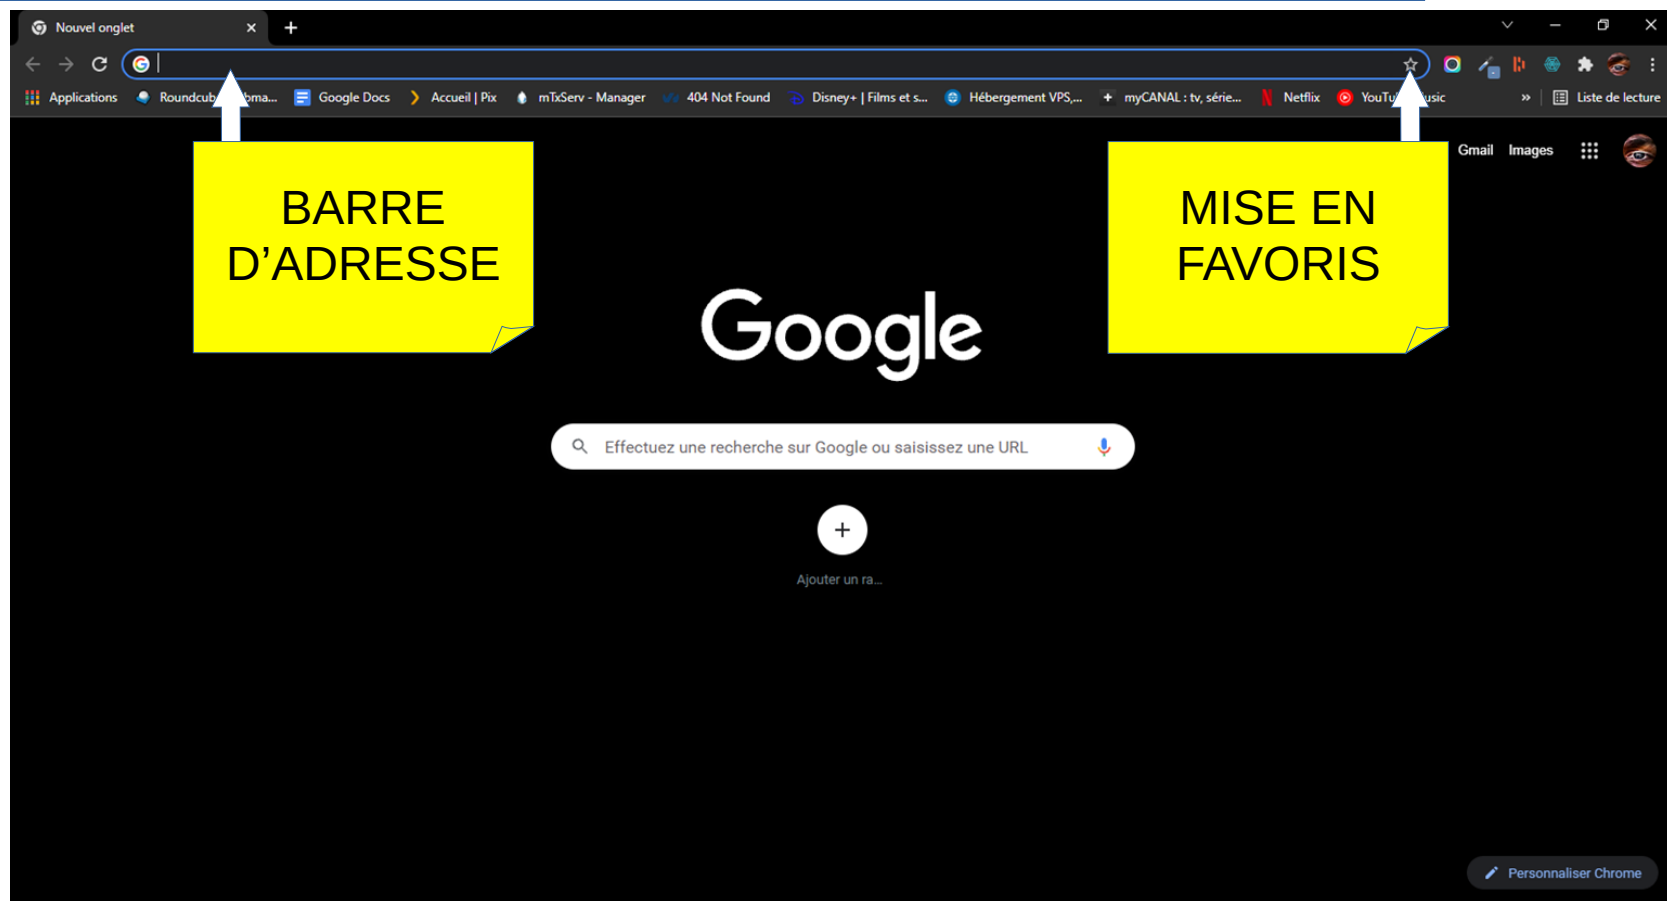 Nouvel onglet
Applications
Google Docs
Accueil | Pix
mTxServ - Manager
404 Not Found
Disney+ | Films et s...
Hébergement VPS,...
myCANAL : tv, série...
Netflix
Liste de lecture
Gmail Images
BARRE
D’ADRESSE
MISE EN
FAVORIS
Google
Effectuez une recherche sur Google ou saisissez une URL
Ajouter un ra...
Personnaliser Chrome